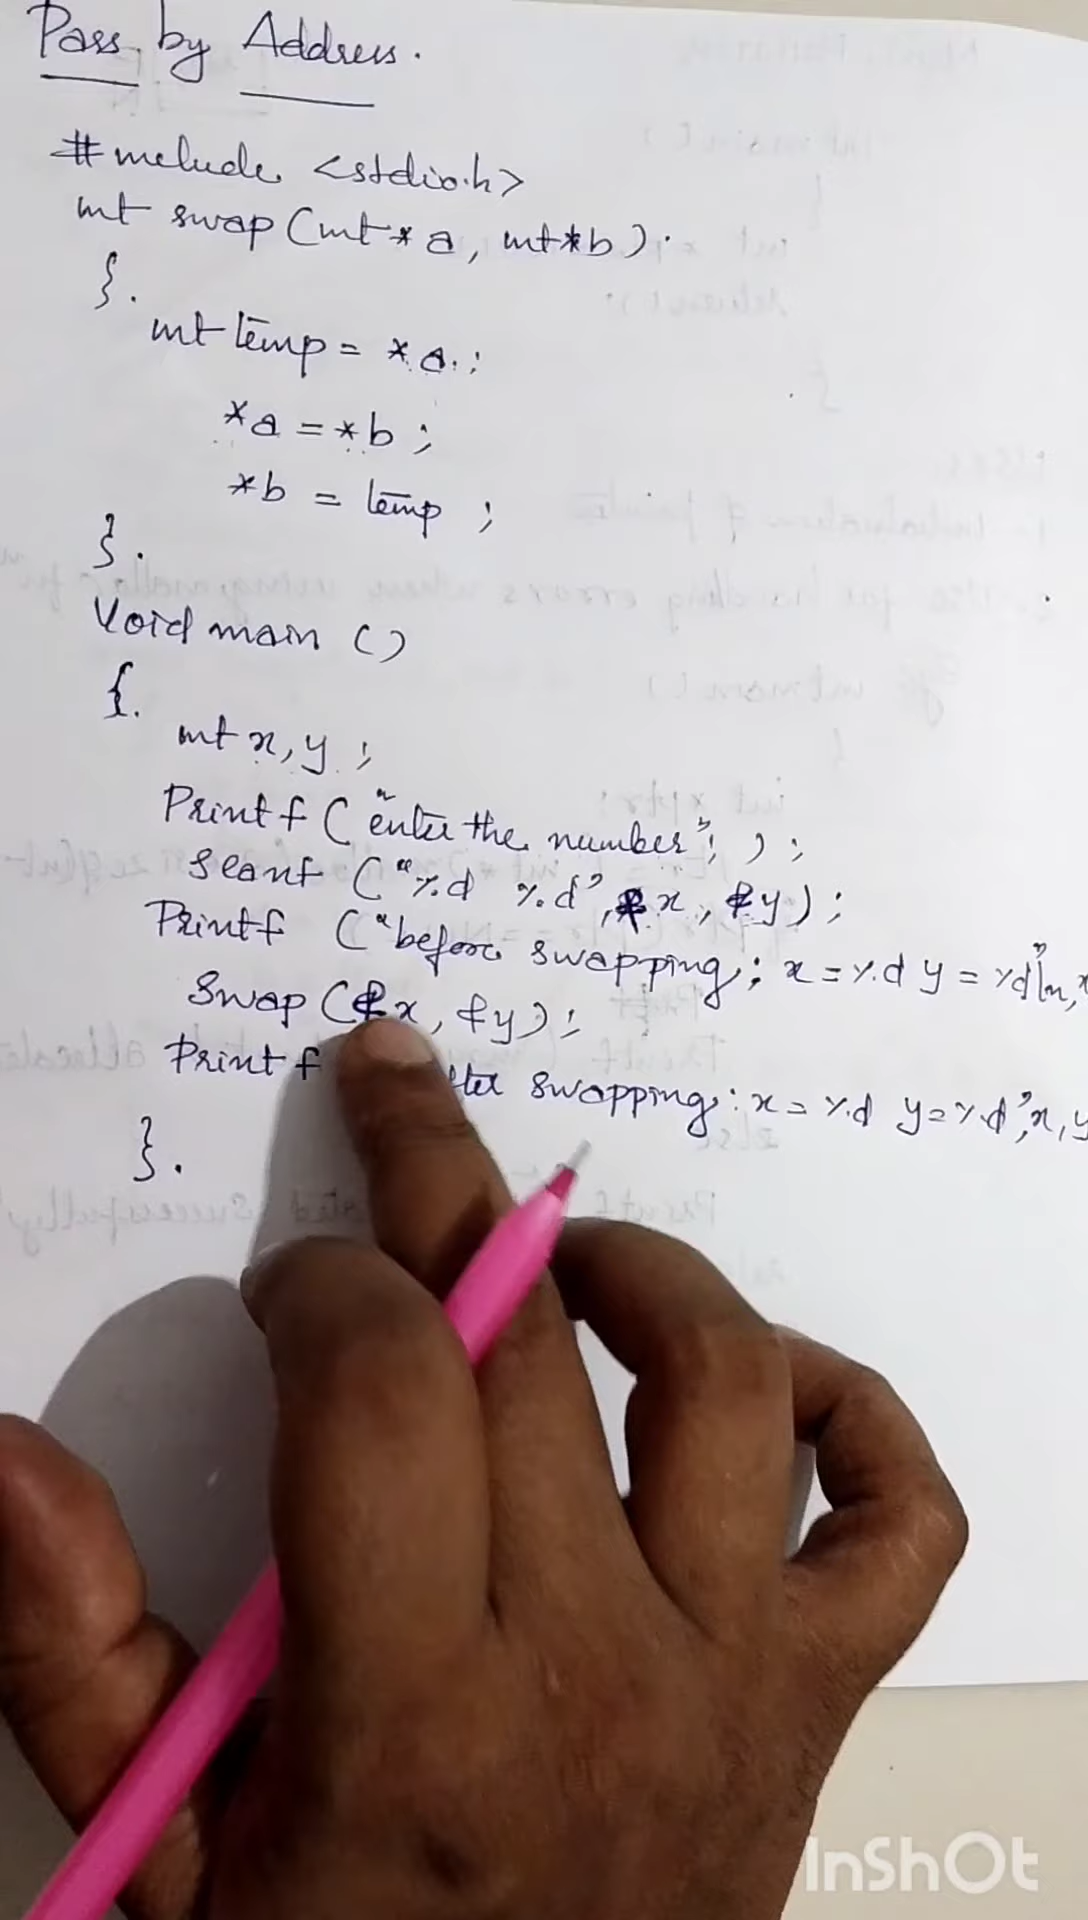 Pass by Address.
#include <stdio.h>
int swap (int *a, int *b).
}.
int temp = *a.;
*a = *b ;
*b = temp ;
}.
Void main ()
{.
int x, y ;
Printf ("enter the number"; ) ;
Scanf ("%d %d", &x, &y) ;
Printf ("before swapping; x = %d y = %d"\n, x
Swap (&x, &y) ;
Printf swapping: x = %d y = %d", x, y
}.
InShOt